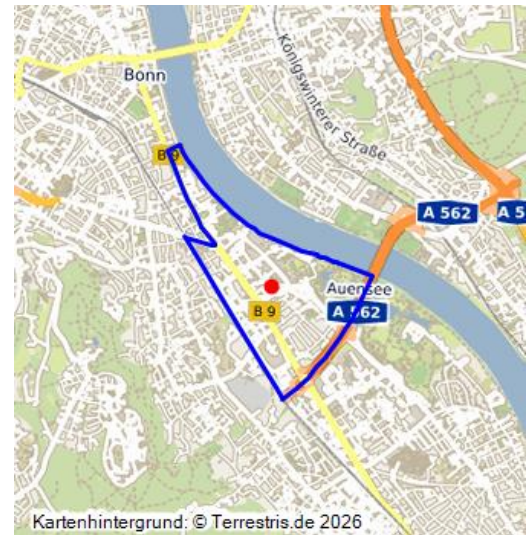 Bonn
Königswinterer Straße
B 9
A 562
A 5
Auensee
A 562
B 9
Kartenhintergrund: © Terrestris.de 2026